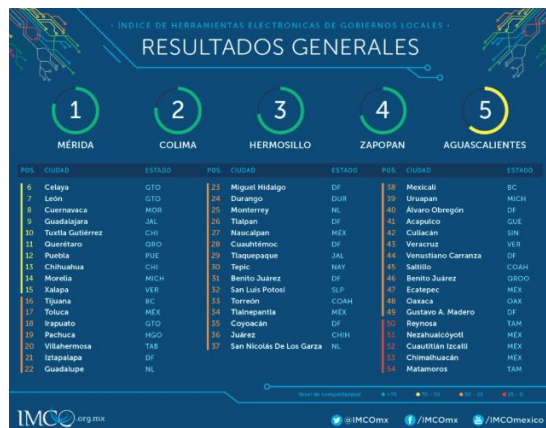 - ÍNDICE DE HERRAMIENTAS ELECTRÓNICAS DE GOBIERNOS LOCALES -
RESULTADOS GENERALES
1
MÉRIDA
2
COLIMA
3
HERMOSILLO
4
ZAPOPAN
5
AGUASCALIENTES
POS. CIUDAD ESTADO
6 Celaya GTO
7 León GTO
8 Cuernavaca MOR
9 Guadalajara JAL
10 Tuxtla Gutiérrez CHI
11 Querétaro QRO
12 Puebla PUE
13 Chihuahua CHI
14 Morelia MICH
15 Xalapa VER
16 Tijuana BC
17 Toluca MÉX
18 Irapuato GTO
19 Pachuca HGO
20 Villahermosa TAB
21 Iztapalapa DF
22 Guadalupe NL
POS. CIUDAD ESTADO
23 Miguel Hidalgo DF
24 Durango DUR
25 Monterrey NL
26 Tlalpan DF
27 Naucalpan MÉX
28 Cuauhtémoc DF
29 Tlaquepaque JAL
30 Tepic NAY
31 Benito Juárez DF
32 San Luis Potosí SLP
33 Torreón COAH
34 Tlalnepantla MÉX
35 Coyoacán DF
36 Juárez CHIH
37 San Nicolás De Los Garza NL
POS. CIUDAD ESTADO
38 Mexicali BC
39 Uruapan MICH
40 Álvaro Obregón DF
41 Acapulco GUE
42 Culiacán SIN
43 Veracruz VER
44 Venustiano Carranza DF
45 Saltillo COAH
46 Benito Juárez QROO
47 Ecatepec MÉX
48 Oaxaca OAX
49 Gustavo A. Madero DF
50 Reynosa TAM
51 Nezahualcóyotl MÉX
52 Cuautitlán Izcalli MÉX
53 Chimalhuacán MÉX
54 Matamoros TAM
Nivel de competitividad:
IMCO.org.mx
@IMCOmx
/IMCOmx
/IMCOmexico